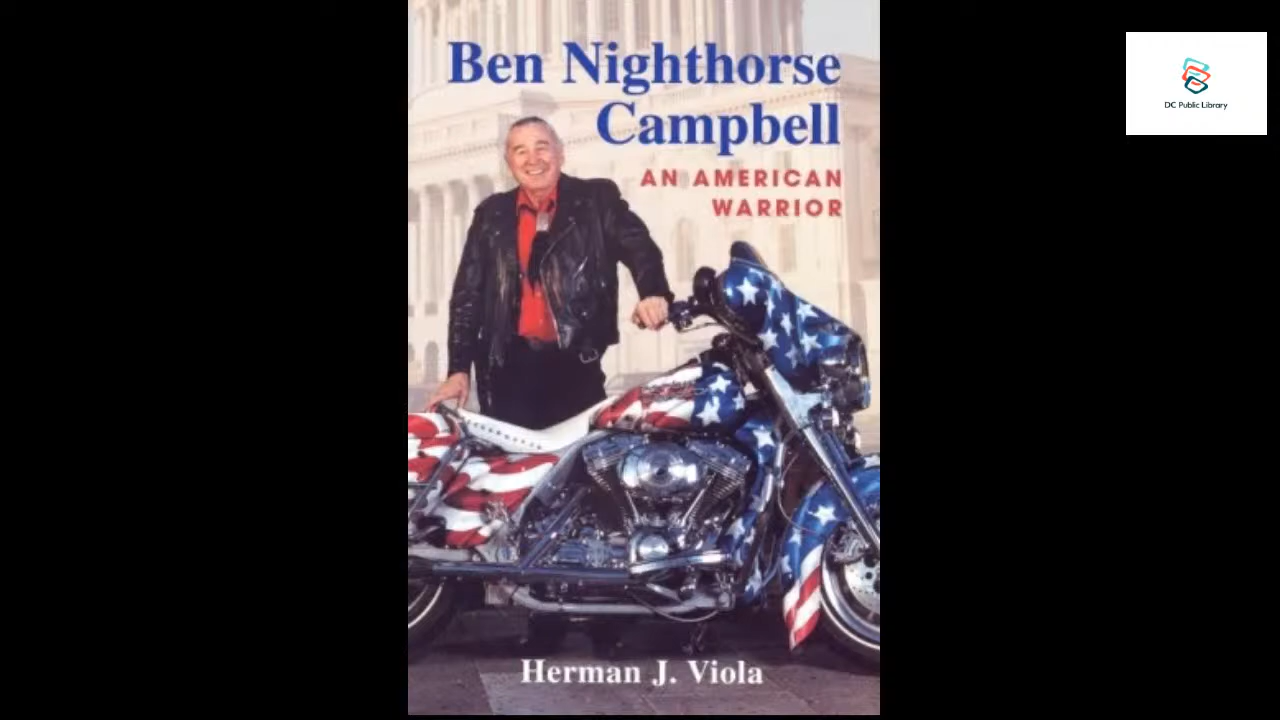 Ben Nighthorse
Campbell
AN AMERICAN
WARRIOR
Herman J. Viola
DC Public Library